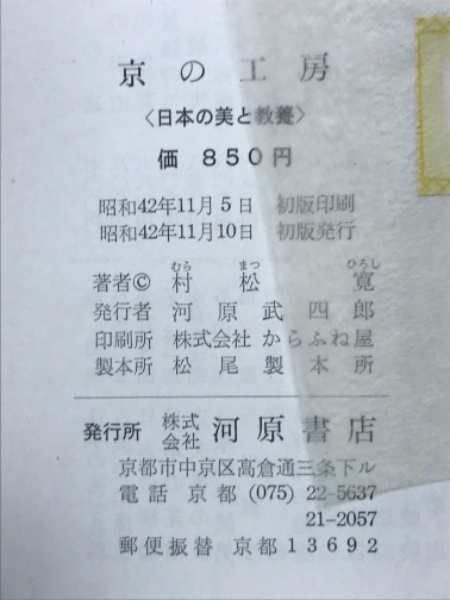 京の工房
〈日本の美と教養〉
価 850円
昭和42年11月5日 初版印刷
昭和42年11月10日 初版発行
むら まつ ひろし
著者© 村松寛
発行者 河原武四郎
印刷所 株式会社からふね屋
製本所 松尾製本所
発行所 株式会社 河原書店
京都市中京区高倉通三条下ル
電話 京都 (075) 22-5637
21-2057
郵便振替 京都 13692